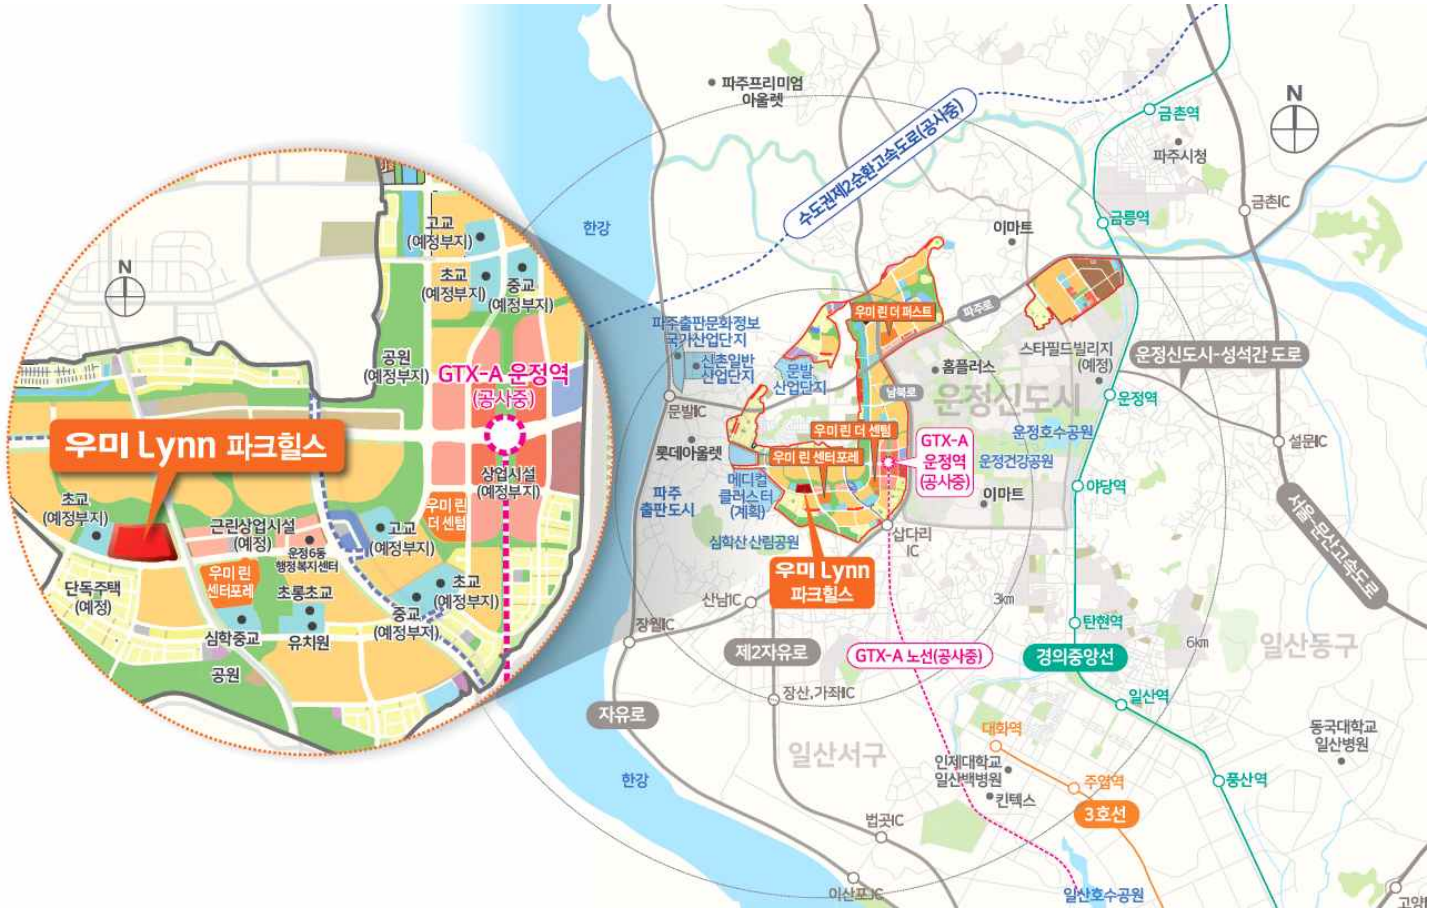 파주프리미엄
아울렛
수도권제2순환고속도로(공사중)
N
금촌역
파주시청
금촌IC
금릉역
이마트
한강
N
고교
(예정부지)
초교
(예정부지)
중교
(예정부지)
공원
(예정부지)
GTX-A 운정역
(공사중)
우미 Lynn 파크힐스
상업시설
(예정부지)
우미 린
더 센텀
초교
(예정부지)
근린상업시설
(예정)
운정6동
행정복지센터
고교
(예정부지)
단독주택
(예정)
우미 린
센터포레
초롱초교
초교
(예정부지)
중교
(예정부지)
심학중교
유치원
공원
파주출판문화정보
국가산업단지
신촌일반
산업단지
문발
산업단지
우미 린 더 퍼스트
파주로
홈플러스
스타필드빌리지
(예정)
운정신도시-성석간 도로
남북로
운정신도시
운정역
문발IC
우미 린 더 센텀
운정호수공원
설문IC
롯데아울렛
우미 린 센터포레
GTX-A
운정역
(공사중)
운정건강공원
메디컬
클러스터
(계획)
이마트
야당역
파주
출판도시
심학산 산림공원
삽다리
IC
서울-문산고속도로
우미 Lynn
파크힐스
산남IC
3km
탄현역
6km
장월IC
제2자유로
GTX-A 노선(공사중)
경의중앙선
일산동구
장산,가좌IC
일산역
자유로
대화역
동국대학교
일산병원
일산서구
인제대학교
일산백병원
주엽역
풍산역
한강
킨텍스
3호선
법곳IC
이산포IC
일산호수공원
고양I